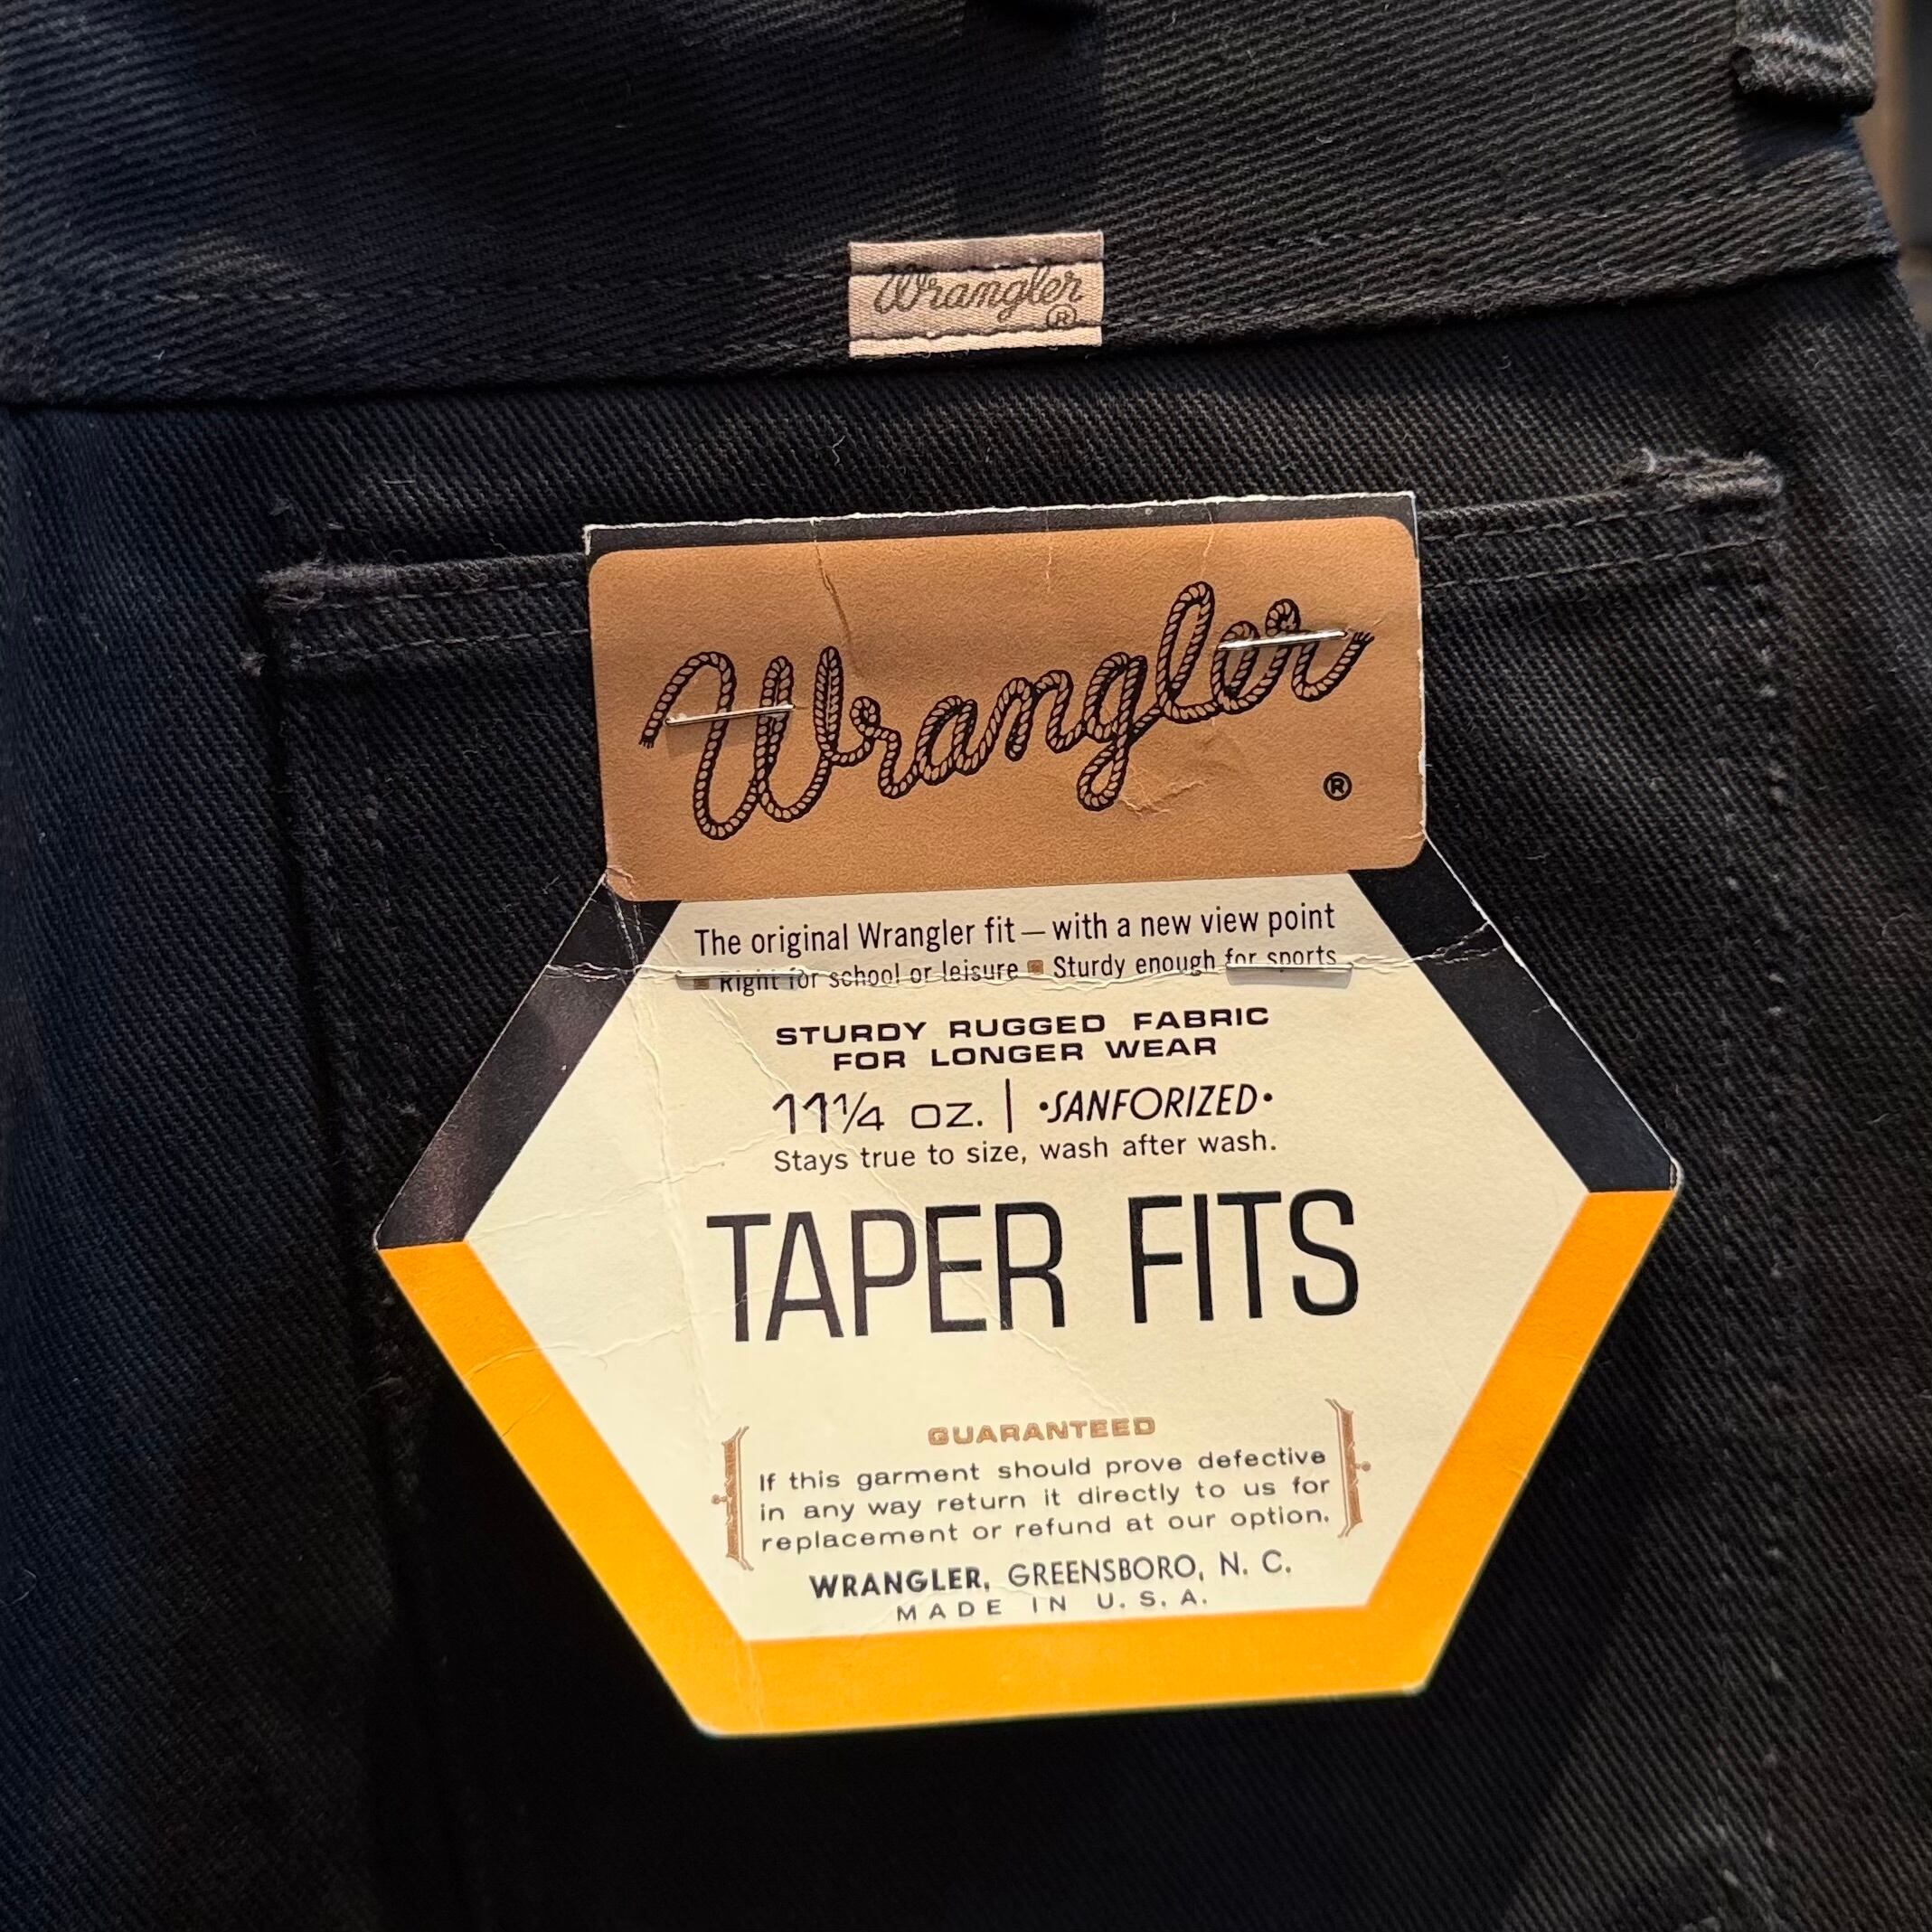 Wrangler
®
Wrangler
®
The original Wrangler fit — with a new view point
▪ Right for school or leisure ▪ Sturdy enough for sports
STURDY RUGGED FABRIC
FOR LONGER WEAR
11¼ OZ. | •SANFORIZED•
Stays true to size, wash after wash.
TAPER FITS
GUARANTEED
If this garment should prove defective
in any way return it directly to us for
replacement or refund at our option.
WRANGLER, GREENSBORO, N. C.
MADE IN U. S. A.